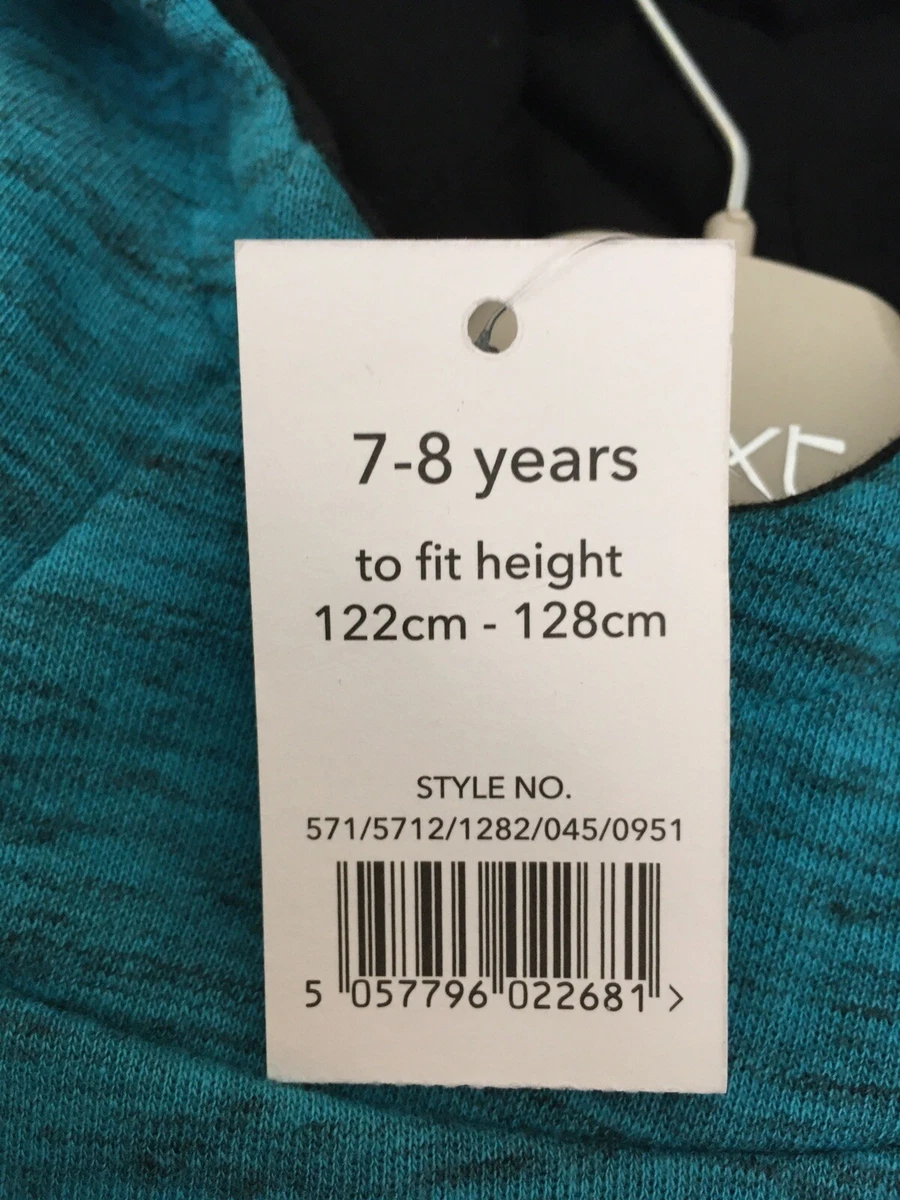 7-8 years
to fit height
122cm - 128cm
STYLE NO.
571/5712/1282/045/0951
5 057796 022681 >